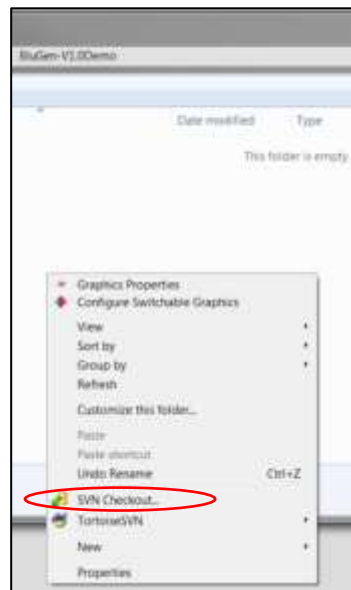 BluGen-V1.0Demo
Date modified Type
This folder is empty.
Graphics Properties
Configure Switchable Graphics
View
Sort by
Group by
Refresh
Customize this folder...
Paste
Paste shortcut
Undo Rename Ctrl+Z
SVN Checkout...
TortoiseSVN
New
Properties